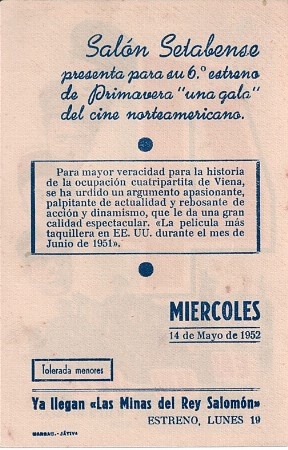 Salón Setabense
presenta para su 6.º estreno
de Primavera "una gala"
del cine norteamericano.
Para mayor veracidad para la historia
de la ocupación cuatripartita de Viena,
se ha urdido un argumento apasionante,
palpitante de actualidad y rebosante de
acción y dinamismo, que le da una gran
calidad espectacular. «La película más
taquillera en EE. UU. durante el mes de
Junio de 1951».
MIERCOLES
14 de Mayo de 1952
Tolerada menores
Ya llegan «Las Minas del Rey Salomón»
ESTRENO, LUNES 19
MARBAU.-JÁTIVA